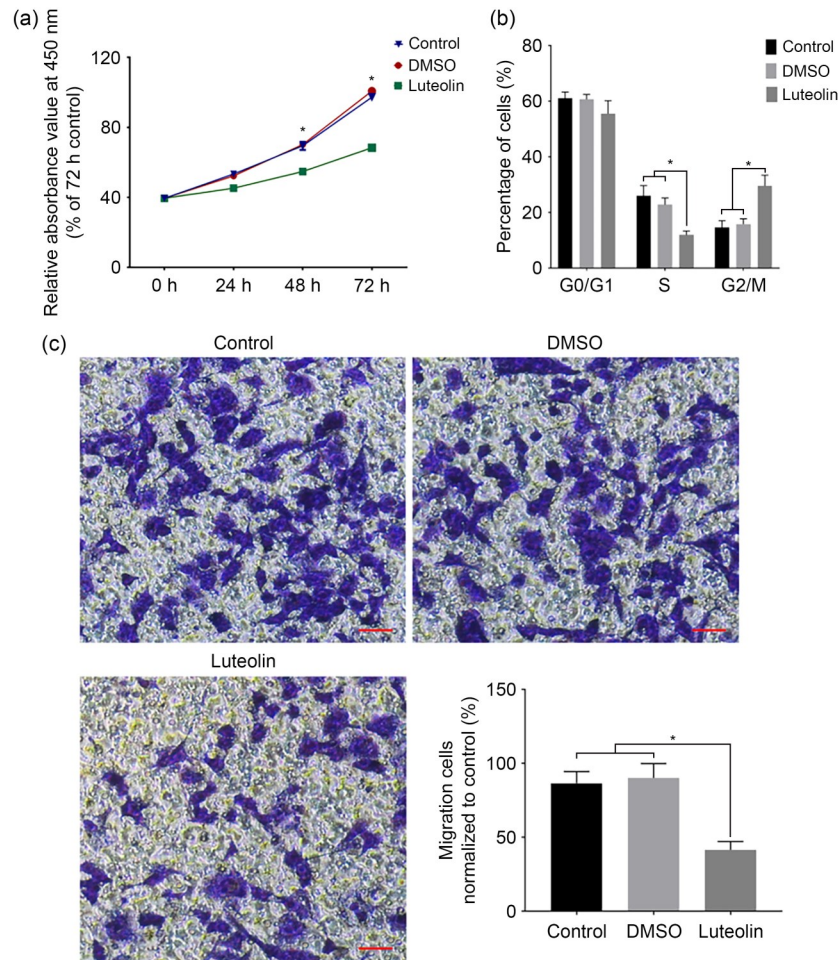 (a)
Relative absorbance value at 450 nm
(% of 72 h control)
120
80
40
0
0 h 24 h 48 h 72 h
* *
Control
DMSO
Luteolin
(b)
Percentage of cells (%)
80
60
40
20
0
G0/G1 S G2/M
* *
Control
DMSO
Luteolin
(c)
Control
DMSO
Luteolin
Migration cells
normalized to control (%)
150
100
50
0
*
Control DMSO Luteolin